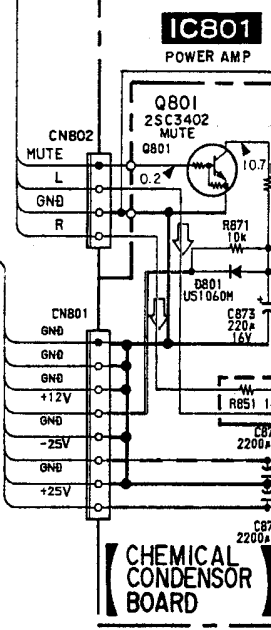 IC801
POWER AMP
Q801
2SC3402
MUTE
Q801
CN802
MUTE
L
GND
R
0.2
10.7
R871
10k
D801
US1060M
C873
220μ
16V
CN801
GND
GND
GND
+12V
GND
-25V
GND
+25V
R851
2200μ
2200μ
CHEMICAL
CONDENSOR
BOARD